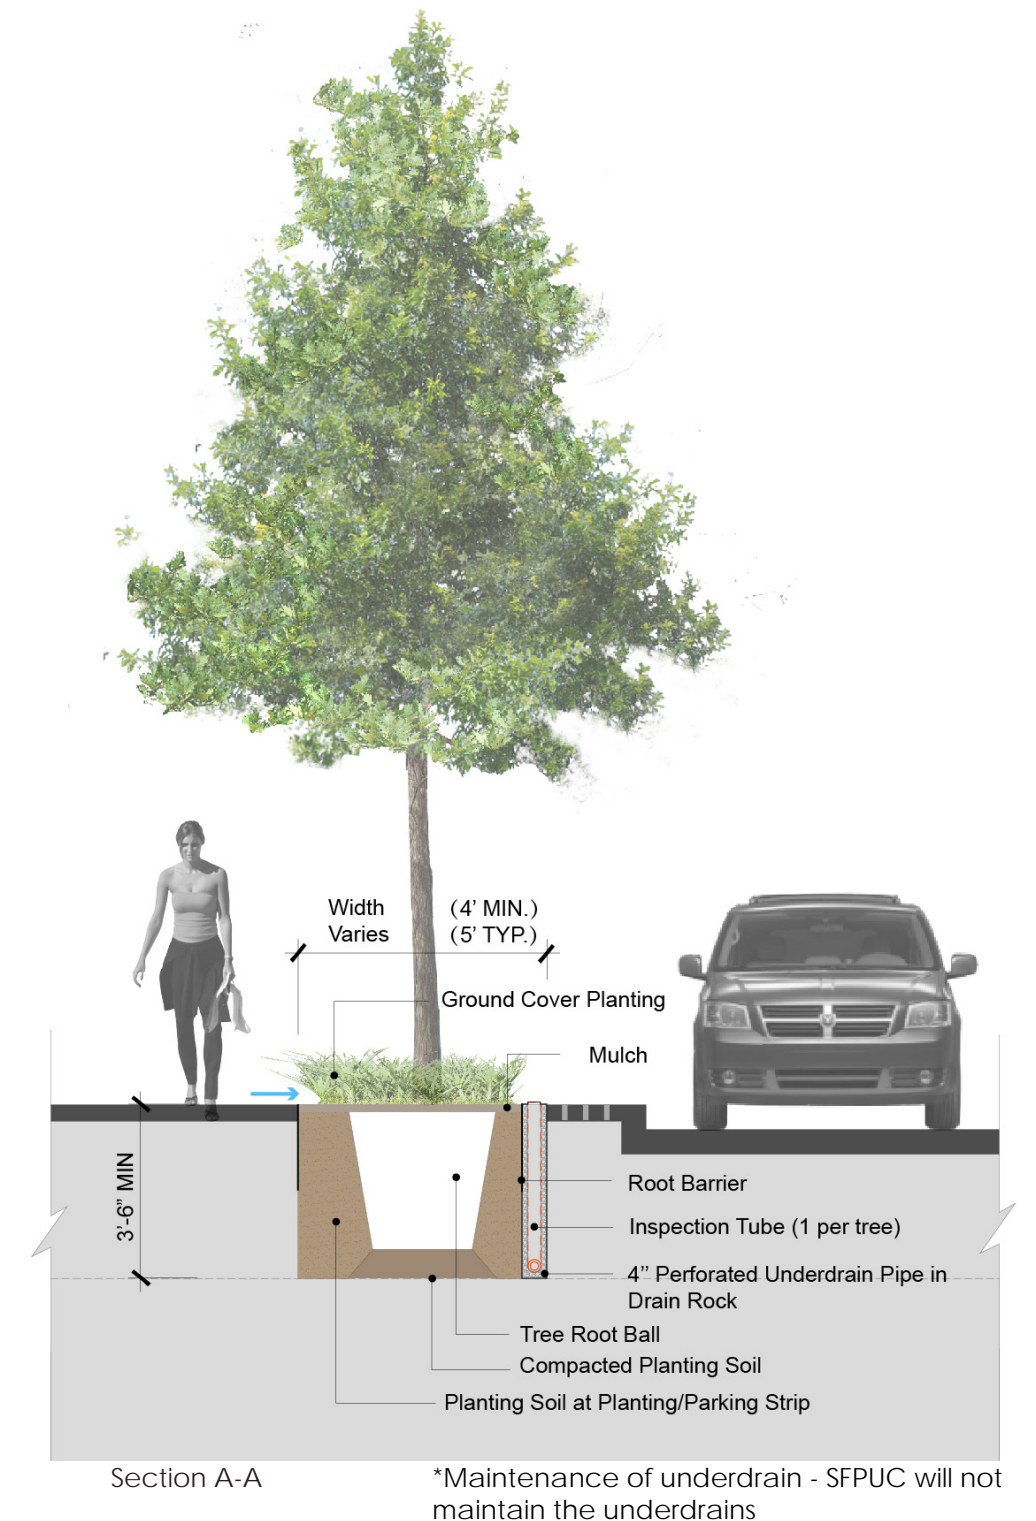 Width (4’ MIN.)
Varies (5’ TYP.)
Ground Cover Planting
Mulch
3’-6” MIN
Root Barrier
Inspection Tube (1 per tree)
4’’ Perforated Underdrain Pipe in
Drain Rock
Tree Root Ball
Compacted Planting Soil
Planting Soil at Planting/Parking Strip
Section A-A
*Maintenance of underdrain - SFPUC will not
maintain the underdrains